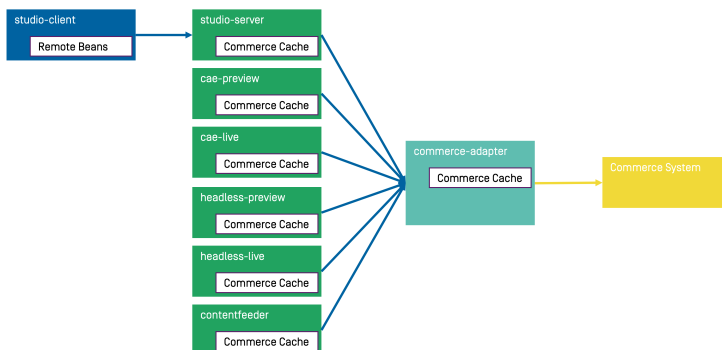 studio-client
Remote Beans
studio-server
Commerce Cache
cae-preview
Commerce Cache
cae-live
Commerce Cache
headless-preview
Commerce Cache
headless-live
Commerce Cache
contentfeeder
Commerce Cache
commerce-adapter
Commerce Cache
Commerce System